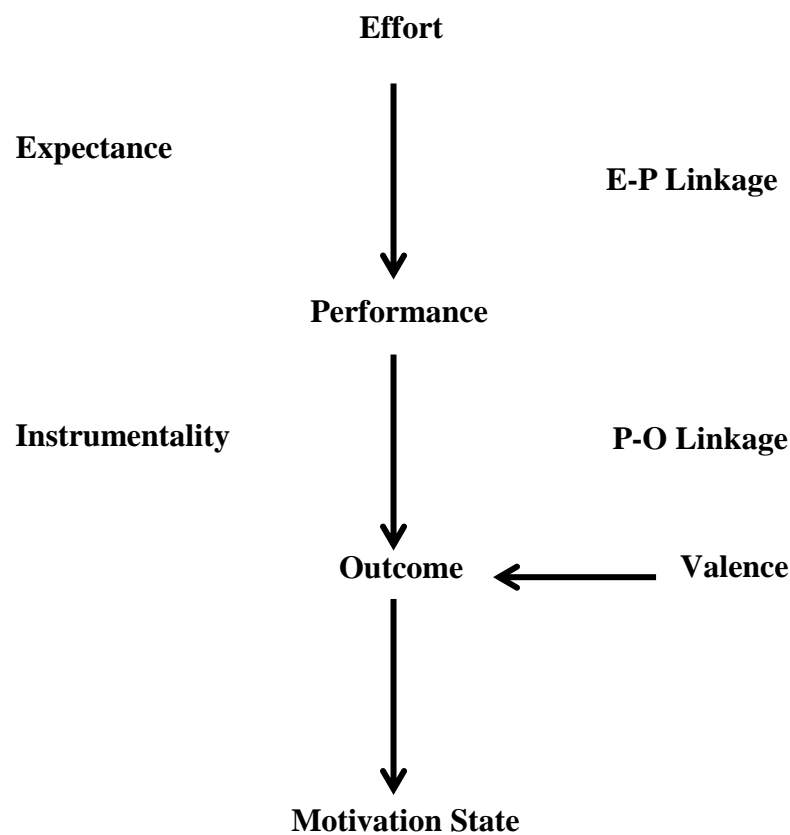 Effort
Expectance
E-P Linkage
Performance
Instrumentality
P-O Linkage
Outcome
Valence
Motivation State